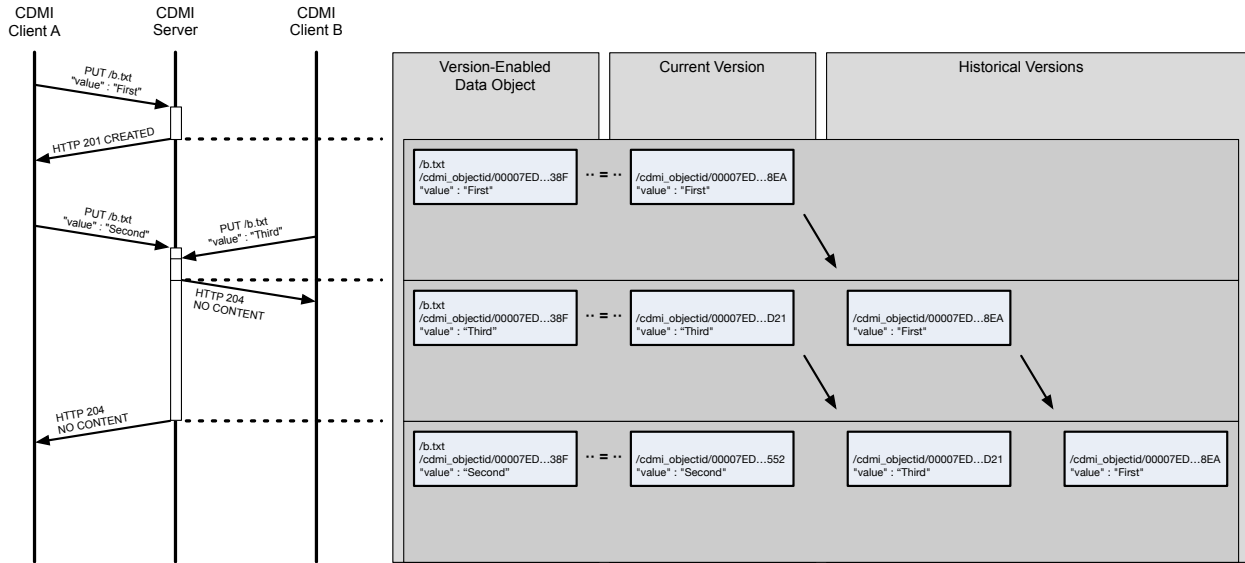 CDMI
Client A
CDMI
Server
CDMI
Client B
PUT /b.txt
"value" : "First"
HTTP 201 CREATED
PUT /b.txt
"value" : "Second"
PUT /b.txt
"value" : "Third"
HTTP 204
NO CONTENT
HTTP 204
NO CONTENT
Version-Enabled
Data Object
Current Version
Historical Versions
/b.txt
/cdmi_objectid/00007ED...38F
"value" : "First"
·· = ··
/cdmi_objectid/00007ED...8EA
"value" : "First"
/b.txt
/cdmi_objectid/00007ED...38F
"value" : “Third”
·· = ··
/cdmi_objectid/00007ED...D21
"value" : “Third"
/cdmi_objectid/00007ED...8EA
"value" : "First"
/b.txt
/cdmi_objectid/00007ED...38F
"value" : “Second”
·· = ··
/cdmi_objectid/00007ED...552
"value" : "Second"
/cdmi_objectid/00007ED...D21
"value" : “Third"
/cdmi_objectid/00007ED...8EA
"value" : "First"